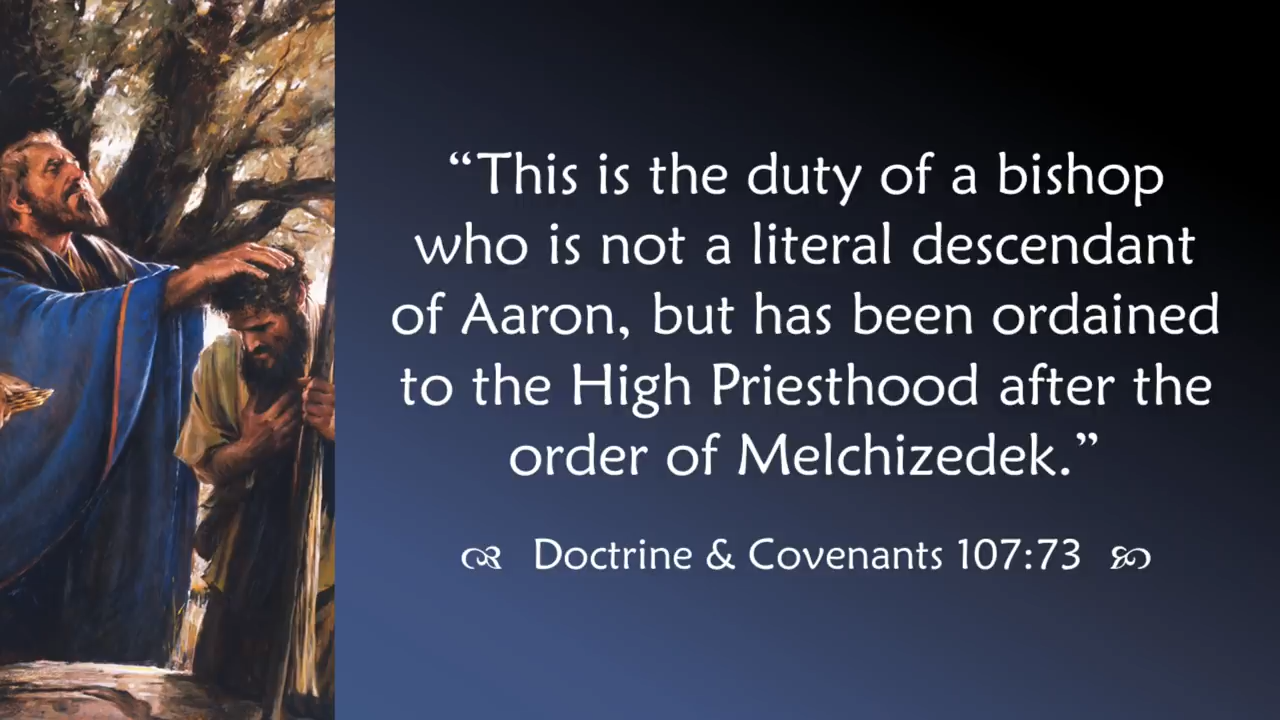 “This is the duty of a bishop
who is not a literal descendant
of Aaron, but has been ordained
to the High Priesthood after the
order of Melchizedek.”
Doctrine & Covenants 107:73